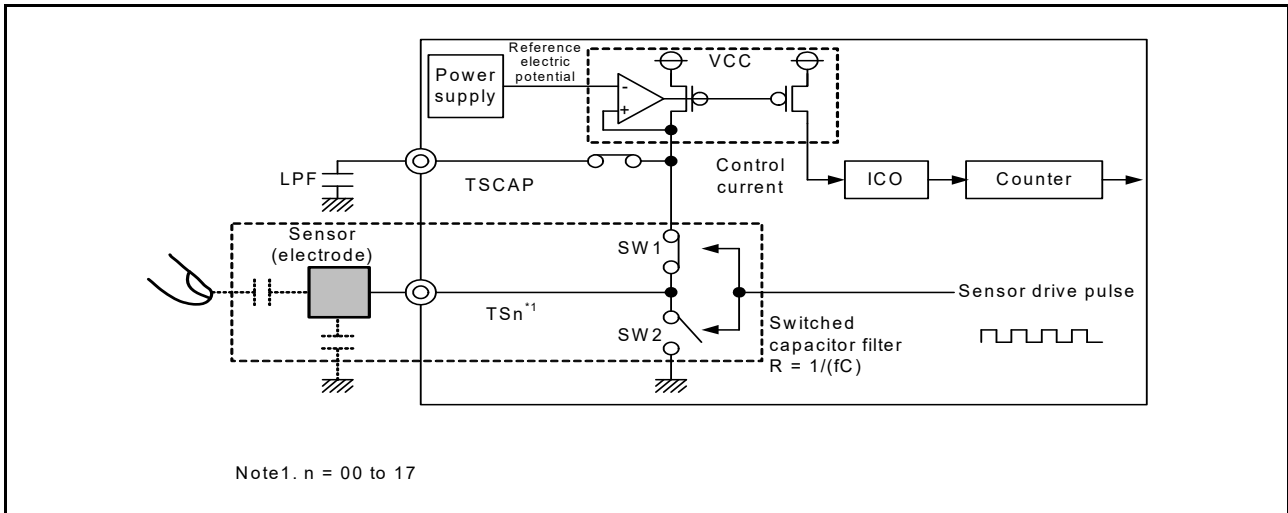 Reference
electric
potential
VCC
Power
supply
-
+
LPF
TSCAP
Control
current
ICO
Counter
Sensor
(electrode)
SW1
TSn*1
Sensor drive pulse
SW2
Switched
capacitor filter
R = 1/(fC)
Note1. n = 00 to 17